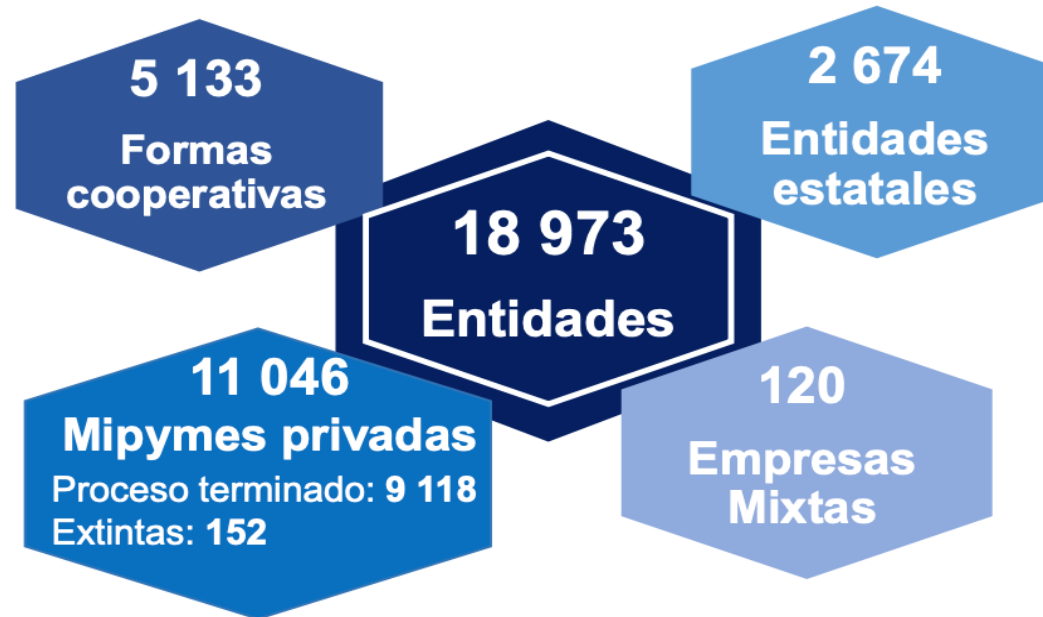 5 133
Formas
cooperativas
2 674
Entidades
estatales
18 973
Entidades
11 046
Mipymes privadas
Proceso terminado: 9 118
Extintas: 152
120
Empresas
Mixtas